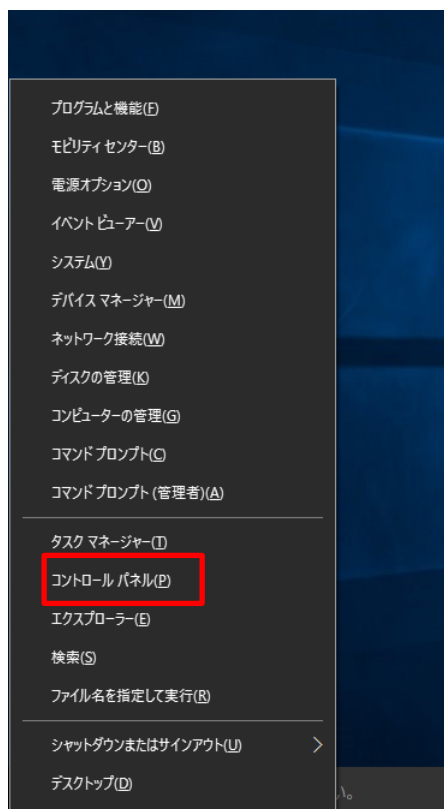 プログラムと機能(F)
モビリティ センター(B)
電源オプション(O)
イベント ビューアー(V)
システム(Y)
デバイス マネージャー(M)
ネットワーク接続(W)
ディスクの管理(K)
コンピューターの管理(G)
コマンド プロンプト(C)
コマンド プロンプト (管理者)(A)
タスク マネージャー(T)
コントロール パネル(P)
エクスプローラー(E)
検索(S)
ファイル名を指定して実行(R)
シャットダウンまたはサインアウト(U)
デスクトップ(D)
い。